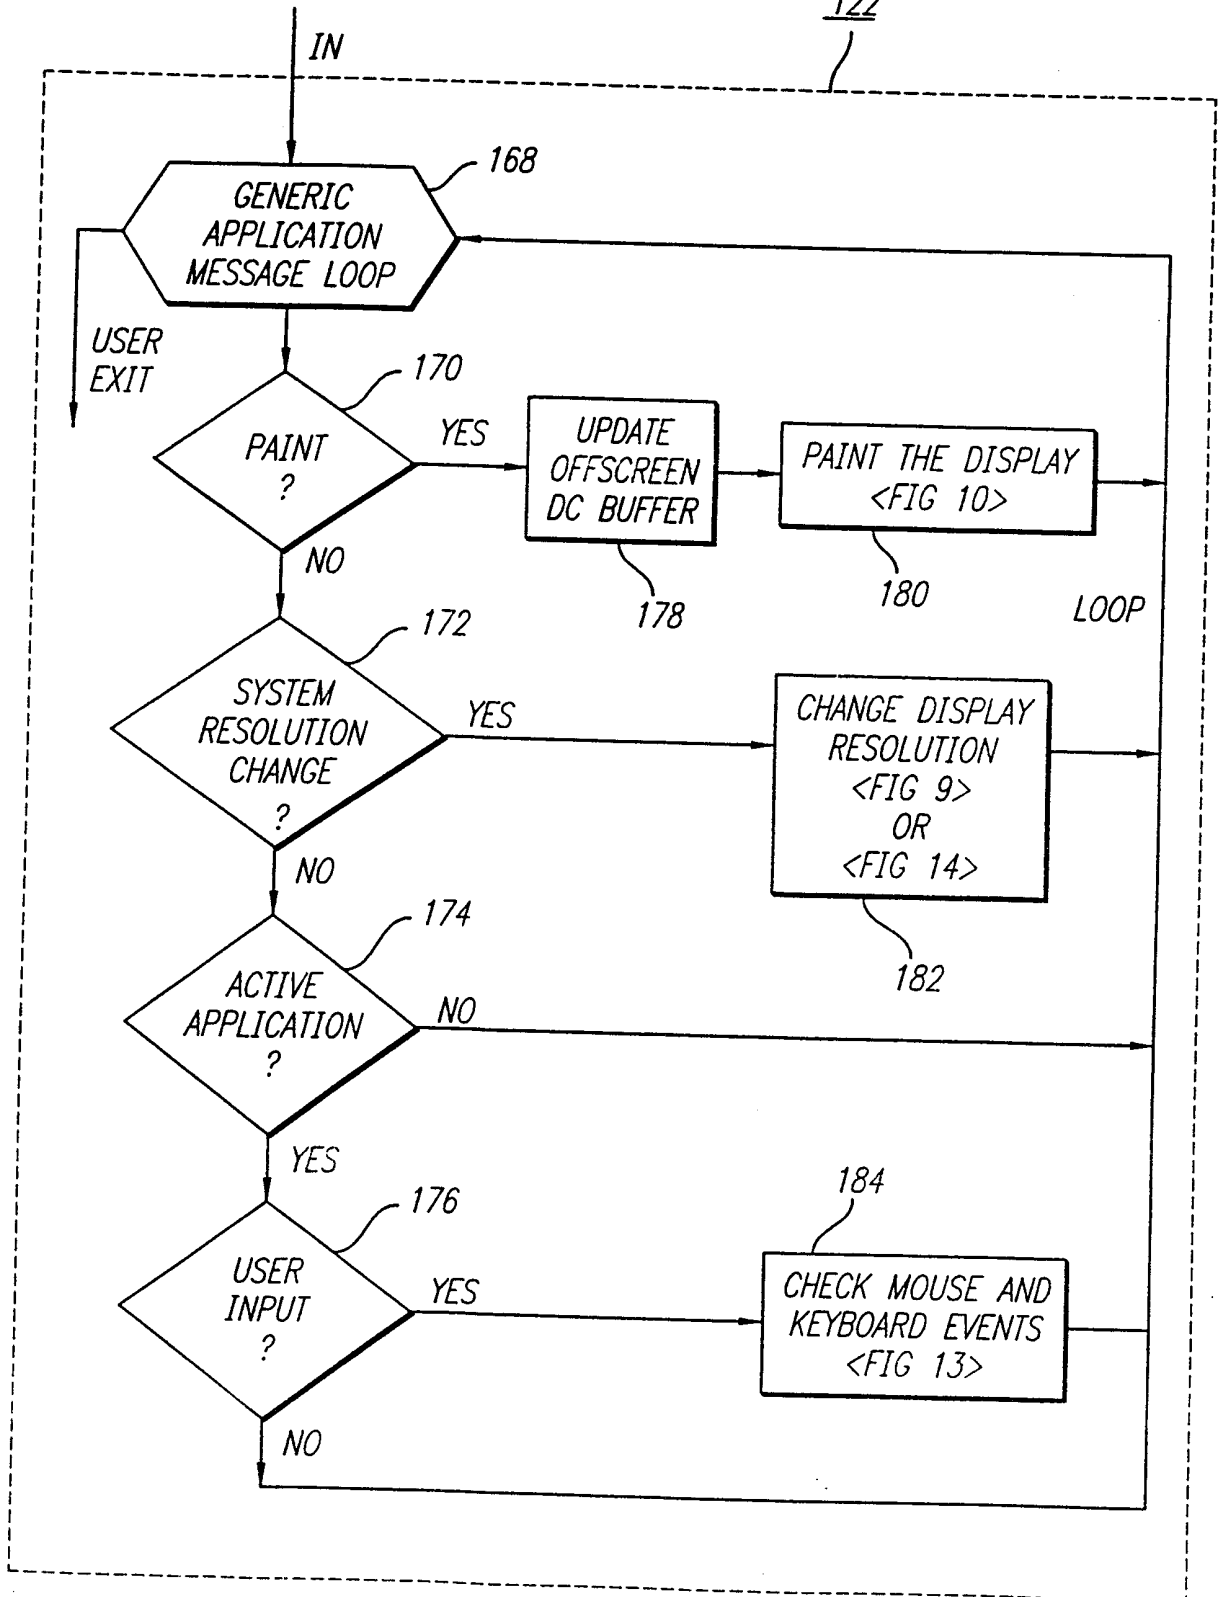 122
IN
168
GENERIC
APPLICATION
MESSAGE LOOP
USER
EXIT
170
PAINT
?
YES
UPDATE
OFFSCREEN
DC BUFFER
178
PAINT THE DISPLAY
<FIG 10>
180
NO
LOOP
172
SYSTEM
RESOLUTION
CHANGE
?
YES
CHANGE DISPLAY
RESOLUTION
<FIG 9>
OR
<FIG 14>
182
NO
174
ACTIVE
APPLICATION
?
NO
YES
176
USER
INPUT
?
YES
184
CHECK MOUSE AND
KEYBOARD EVENTS
<FIG 13>
NO